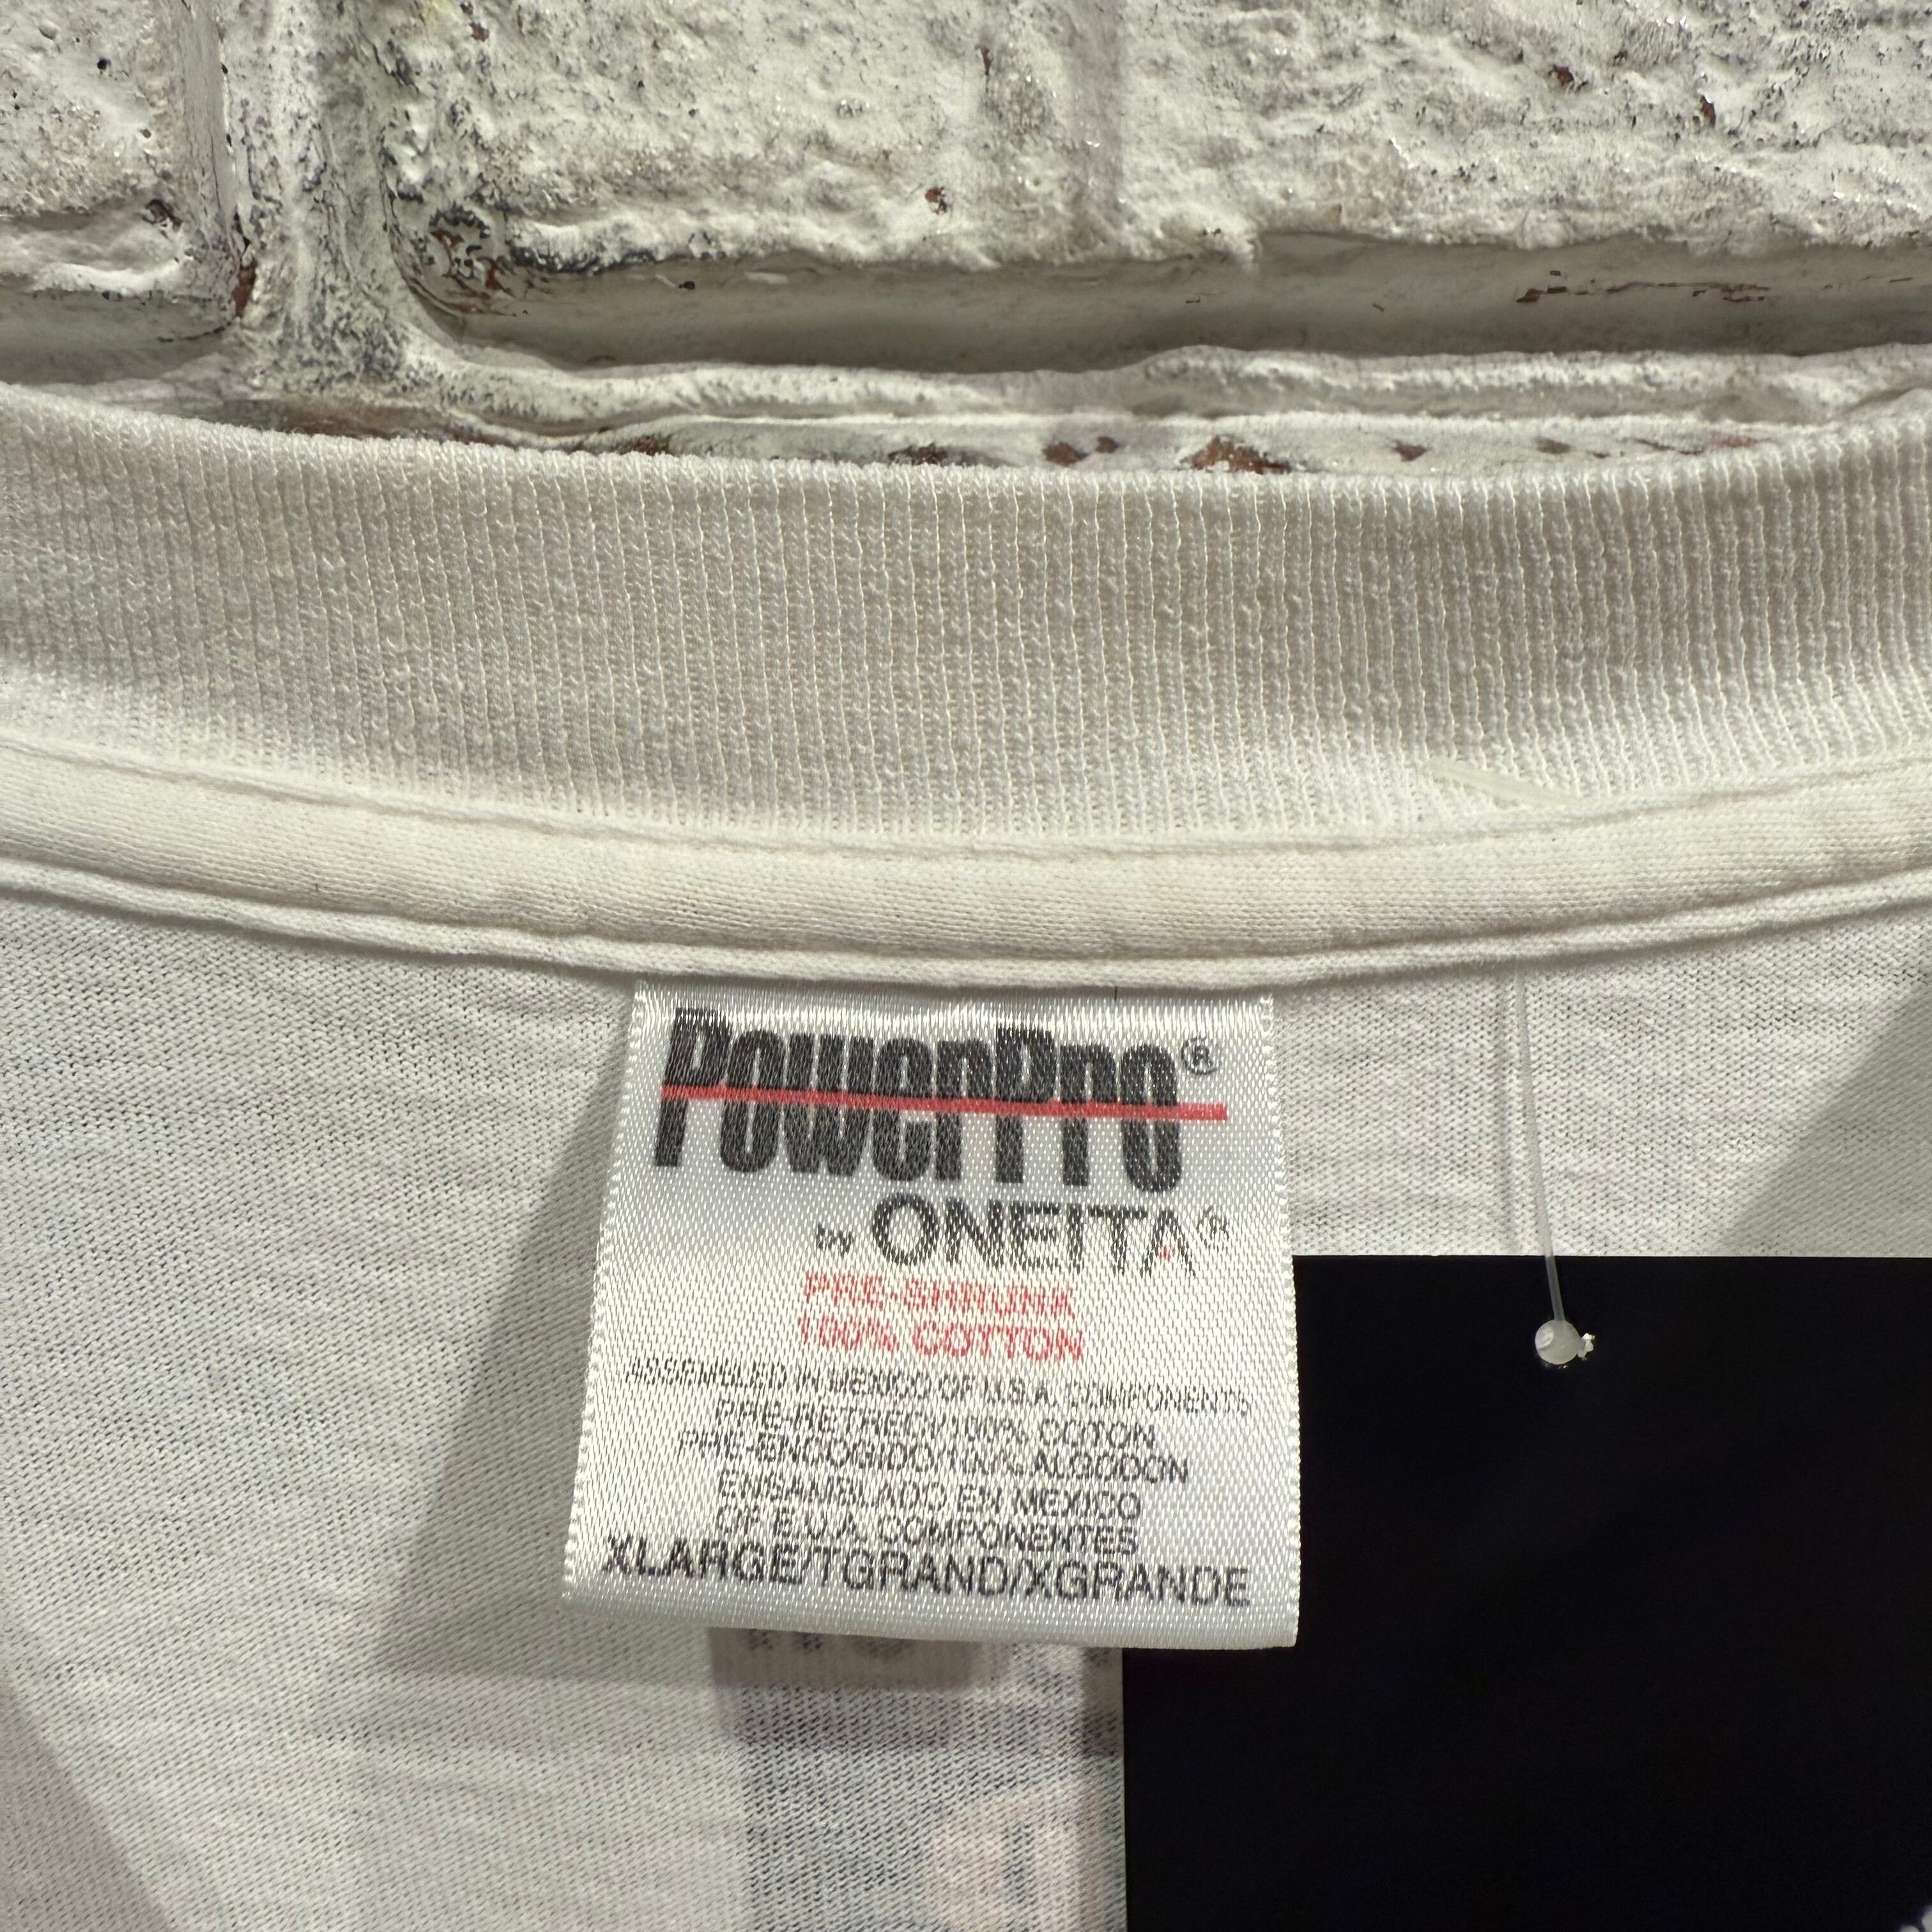 PowerPro®
by ONEITA®
PRE-SHRUNK
100% COTTON
ASSEMBLED IN MEXICO OF U.S.A. COMPONENTS
PRE-RETRECI/100% COTON
PRE-ENCOGIDO/100% ALGODON
ENSAMBLADO EN MEXICO
OF E.U.A. COMPONENTES
XLARGE/TGRAND/XGRANDE